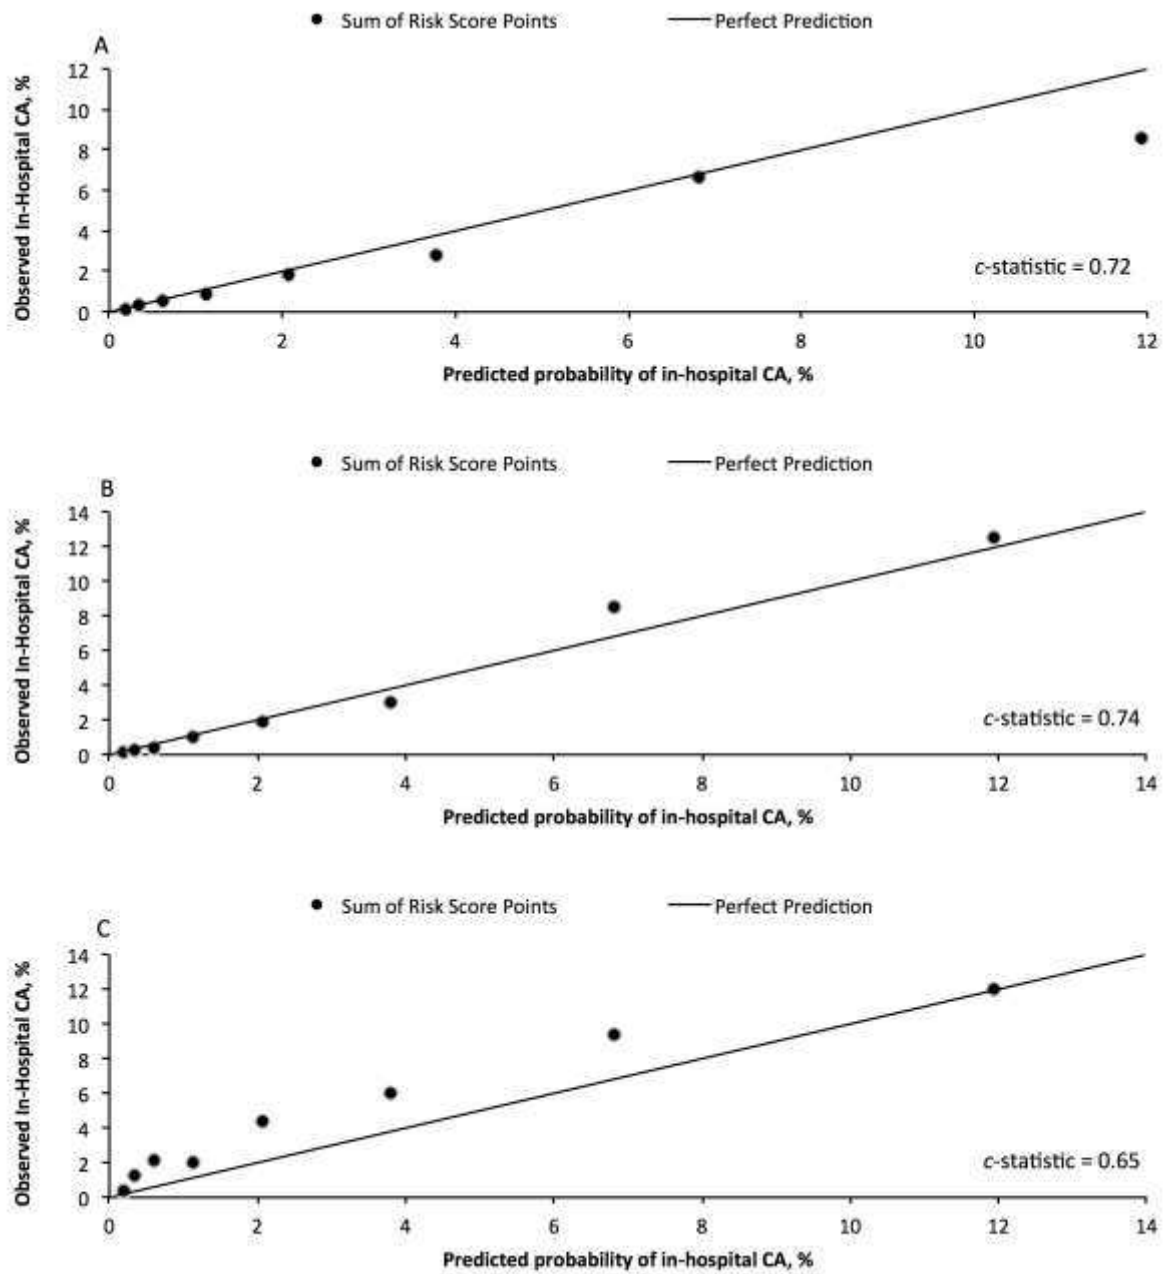 Sum of Risk Score Points Perfect Prediction
A
Observed In-Hospital CA, %
12
10
8
6
4
2
0
c-statistic = 0.72
0 2 4 6 8 10 12
Predicted probability of in-hospital CA, %
Sum of Risk Score Points Perfect Prediction
B
Observed In-Hospital CA, %
14
12
10
8
6
4
2
0
c-statistic = 0.74
0 2 4 6 8 10 12 14
Predicted probability of in-hospital CA, %
Sum of Risk Score Points Perfect Prediction
C
Observed In-Hospital CA, %
14
12
10
8
6
4
2
0
c-statistic = 0.65
0 2 4 6 8 10 12 14
Predicted probability of in-hospital CA, %